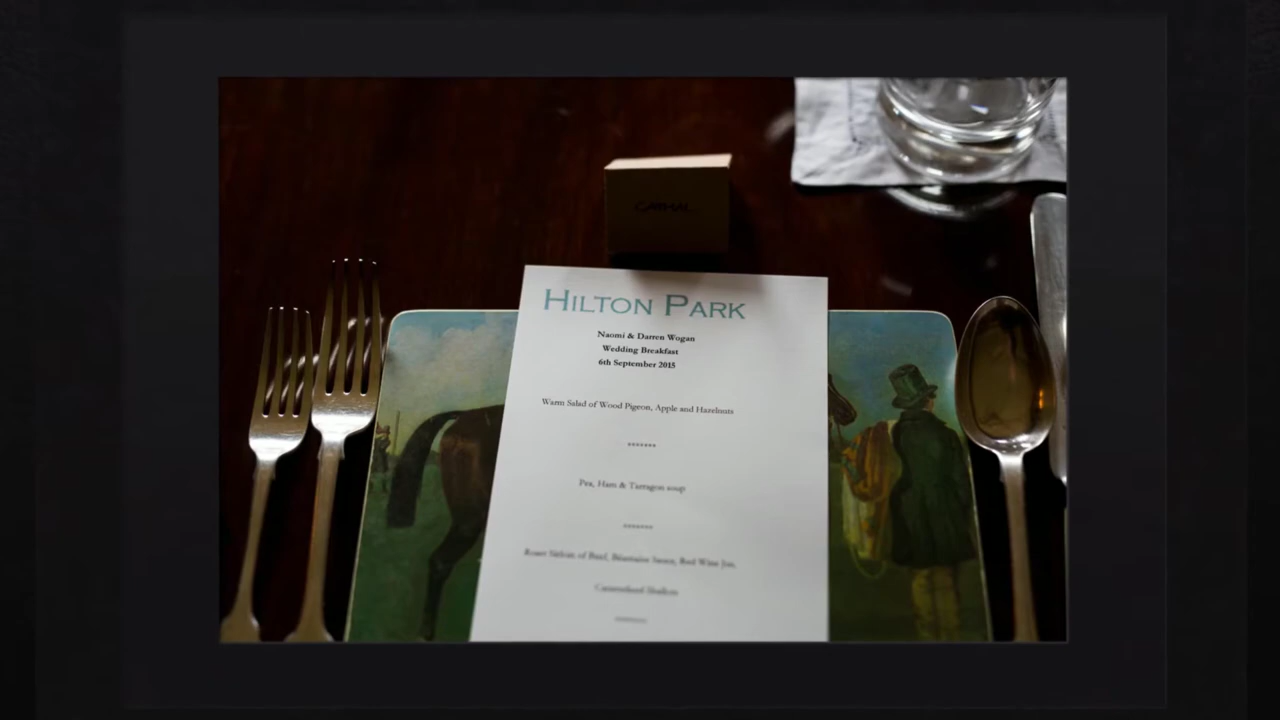 HILTON PARK
Naomi & Darren Wogan
Wedding Breakfast
6th September 2015
Warm Salad of Wood Pigeon, Apple and Hazelnuts
*******
Pea, Ham & Tarragon soup
*******
Roast Sirloin of Beef, Béarnaise Sauce, Red Wine Jus,
Caramelised Shallots
*******